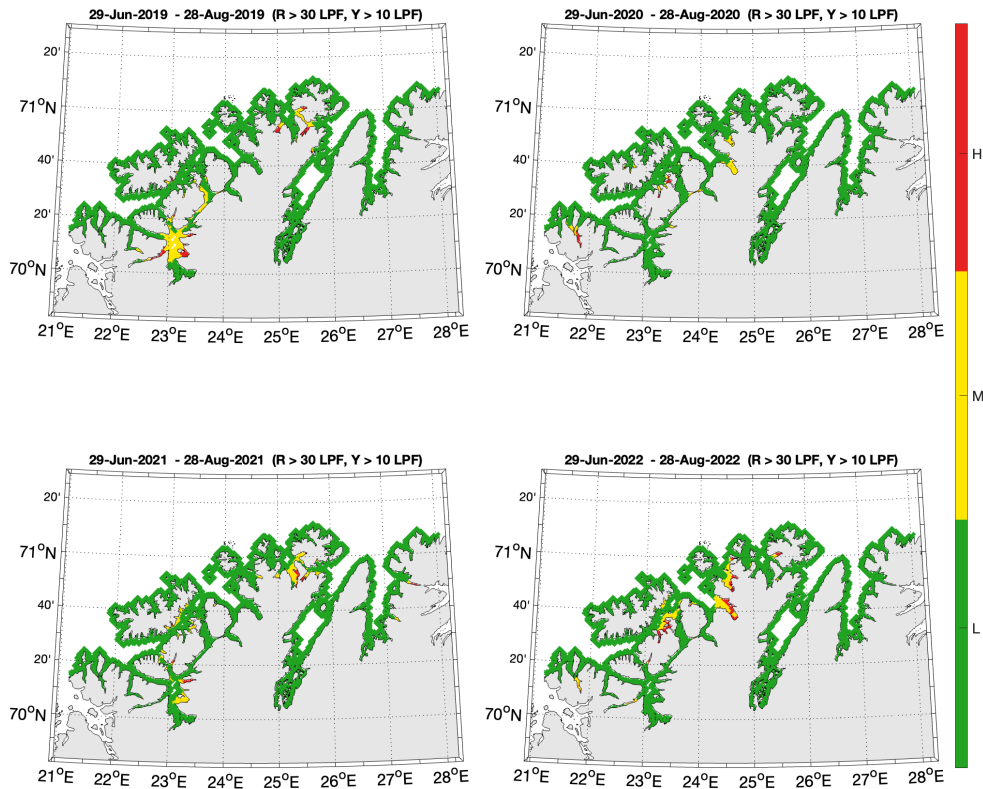 29-Jun-2019 - 28-Aug-2019 (R > 30 LPF, Y > 10 LPF)
20'
71°N
40'
20'
70°N
21°E 22°E 23°E 24°E 25°E 26°E 27°E 28°E
29-Jun-2020 - 28-Aug-2020 (R > 30 LPF, Y > 10 LPF)
20'
71°N
40'
20'
70°N
21°E 22°E 23°E 24°E 25°E 26°E 27°E 28°E
29-Jun-2021 - 28-Aug-2021 (R > 30 LPF, Y > 10 LPF)
20'
71°N
40'
20'
70°N
21°E 22°E 23°E 24°E 25°E 26°E 27°E 28°E
29-Jun-2022 - 28-Aug-2022 (R > 30 LPF, Y > 10 LPF)
20'
71°N
40'
20'
70°N
21°E 22°E 23°E 24°E 25°E 26°E 27°E 28°E
H
M
L